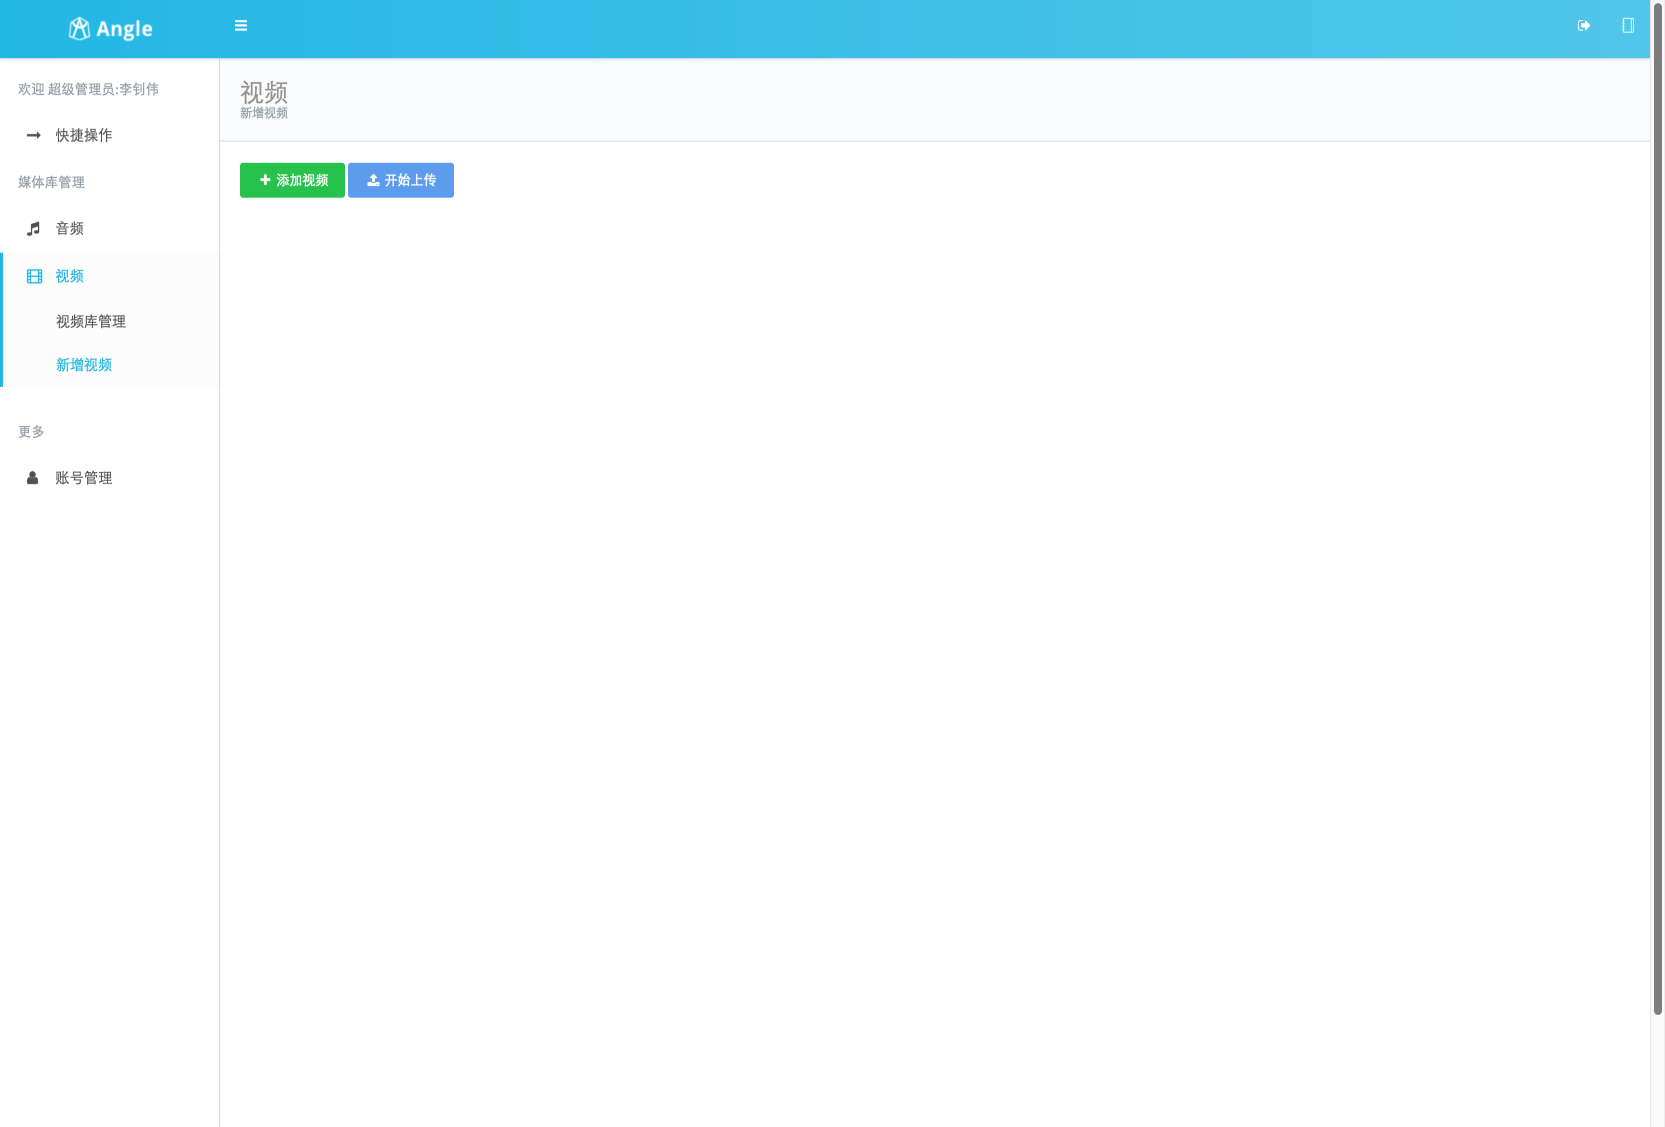 Angle
欢迎 超级管理员:李钊伟
快捷操作
媒体库管理
音频
视频
视频库管理
新增视频
更多
账号管理
视频
新增视频
添加视频
开始上传